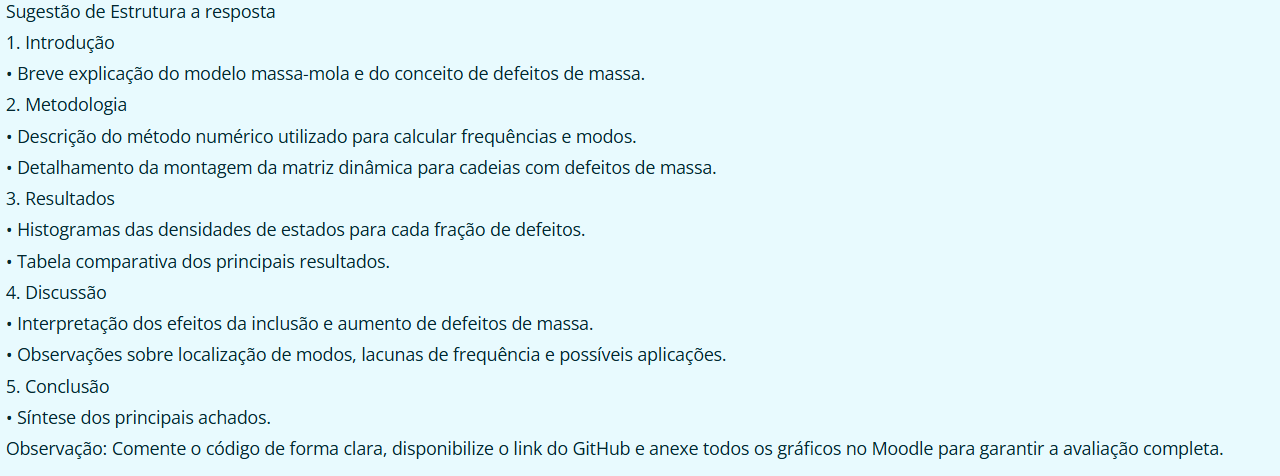 Sugestão de Estrutura a resposta
1. Introdução
• Breve explicação do modelo massa-mola e do conceito de defeitos de massa.
2. Metodologia
• Descrição do método numérico utilizado para calcular frequências e modos.
• Detalhamento da montagem da matriz dinâmica para cadeias com defeitos de massa.
3. Resultados
• Histogramas das densidades de estados para cada fração de defeitos.
• Tabela comparativa dos principais resultados.
4. Discussão
• Interpretação dos efeitos da inclusão e aumento de defeitos de massa.
• Observações sobre localização de modos, lacunas de frequência e possíveis aplicações.
5. Conclusão
• Síntese dos principais achados.
Observação: Comente o código de forma clara, disponibilize o link do GitHub e anexe todos os gráficos no Moodle para garantir a avaliação completa.